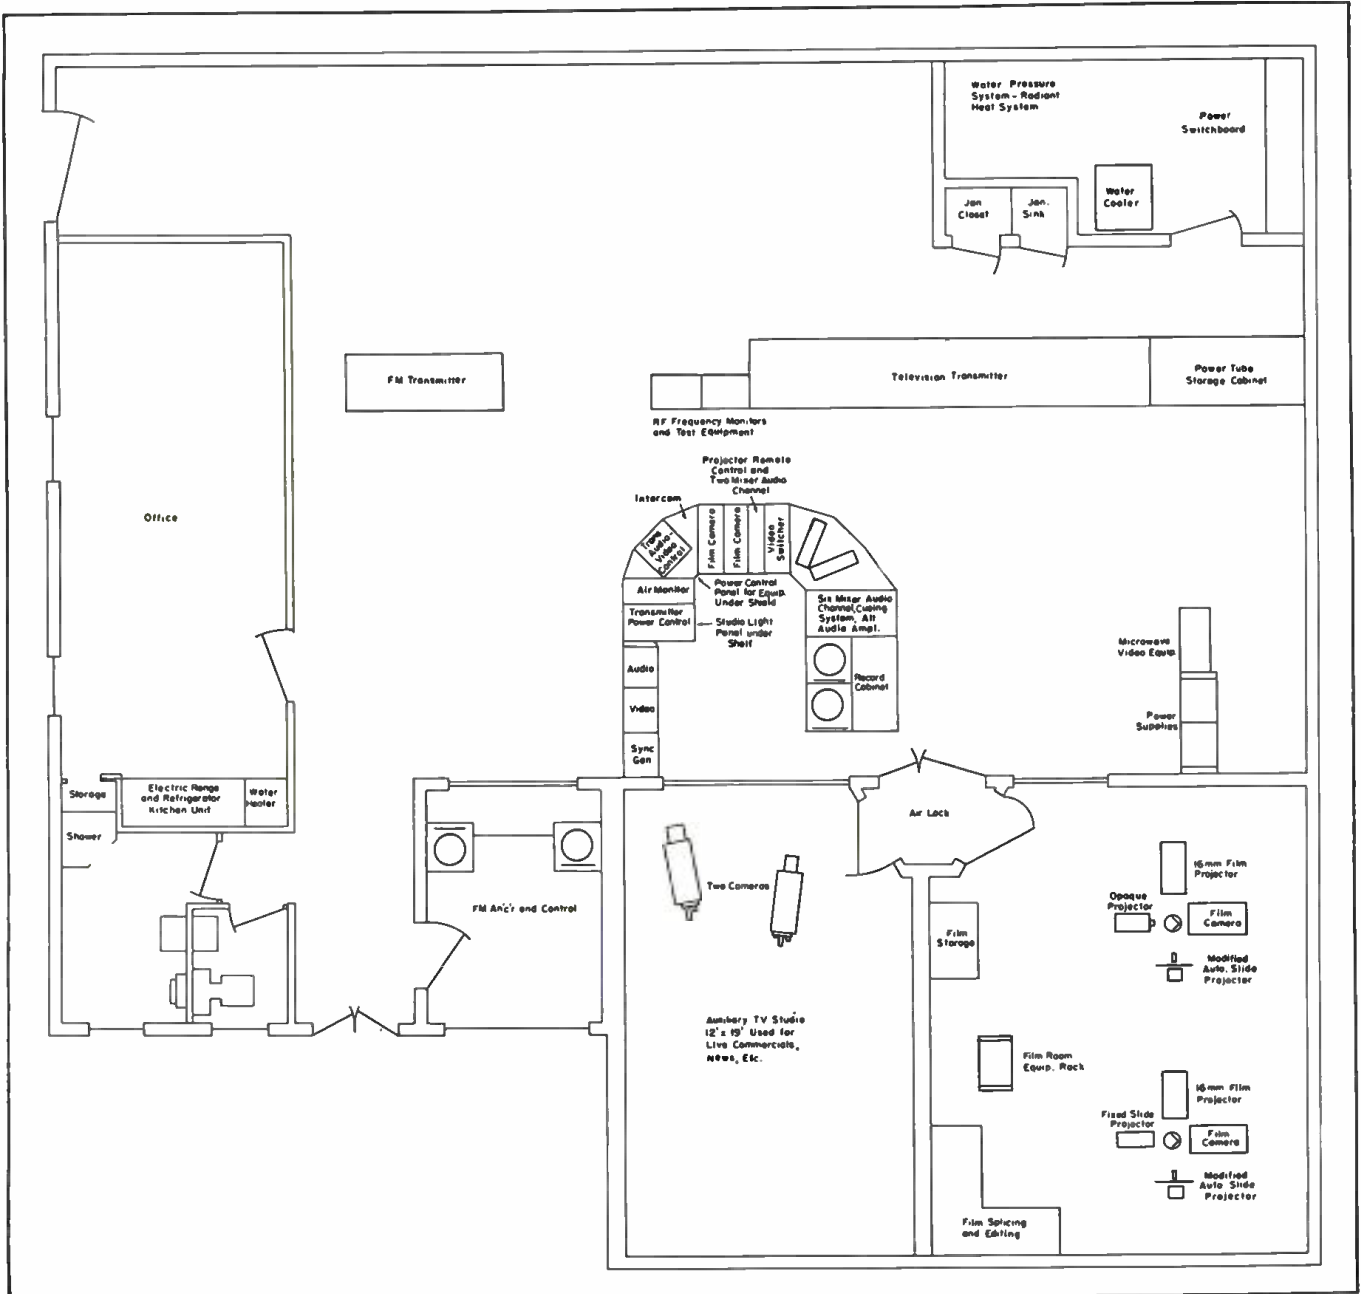 Water Pressure
System - Radiant
Heat System
Power
Switchboard
Jan
Closet
Jan.
Sink
Water
Cooler
FM Transmitter
Television Transmitter
Power Tube
Storage Cabinet
RF Frequency Monitors
and Test Equipment
Projector Remote
Control and
Two Mixer Audio
Channel
Intercom
Trans
Audio-
Video
Control
Film Camera
Film Camera
Video
Switcher
Office
Air Monitor
Power Control
Panel for Equip.
Under Shield
Transmitter
Power Control
Studio Light
Panel under
Shelf
Six Mixer Audio
Channel, Cueing
System, Alt
Audio Ampl.
Audio
Video
Sync
Gen
Record
Cabinet
Microwave
Video Equip.
Power
Supplies
Storage
Electric Range
and Refrigerator
Kitchen Unit
Water
Heater
Shower
Air Lock
FM An'c'r and Control
Two Cameras
16mm Film
Projector
Opaque
Projector
Film
Camera
Film
Storage
Modified
Auto. Slide
Projector
Auxiliary TV Studio
12' x 19' Used for
Live Commercials,
News, Etc.
Film Room
Equip. Rack
16mm Film
Projector
Fixed Slide
Projector
Film
Camera
Modified
Auto Slide
Projector
Film Splicing
and Editing